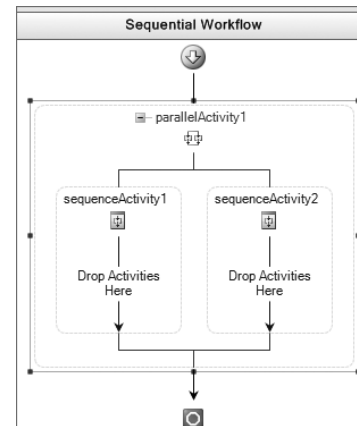 Sequential Workflow
parallelActivity1
sequenceActivity1
sequenceActivity2
Drop Activities
Here
Drop Activities
Here